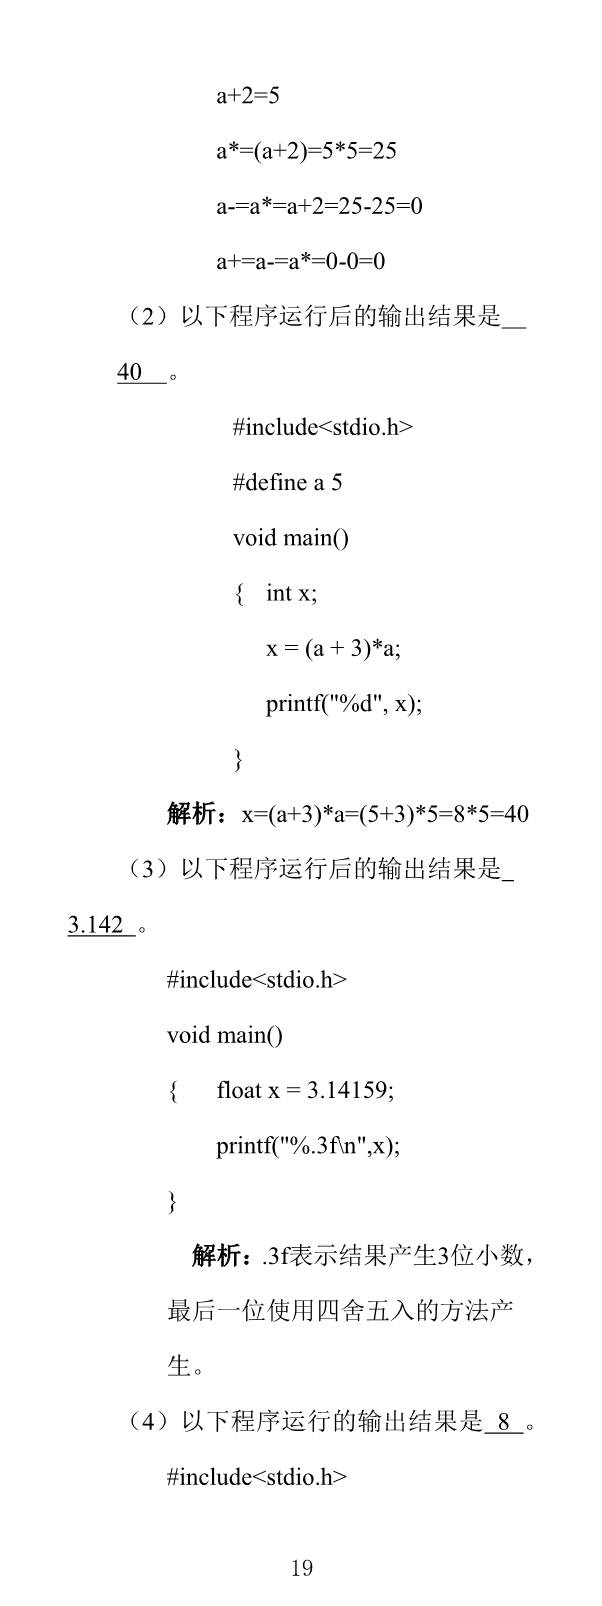 a+2=5
a*=(a+2)=5*5=25
a-=a*=a+2=25-25=0
a+=a-=a*=0-0=0
（2）以下程序运行后的输出结果是__
40__。
#include<stdio.h>
#define a 5
void main()
{ int x;
x = (a + 3)*a;
printf("%d", x);
}
解析：x=(a+3)*a=(5+3)*5=8*5=40
（3）以下程序运行后的输出结果是_
3.142_。
#include<stdio.h>
void main()
{ float x = 3.14159;
printf("%.3f\n",x);
}
解析：.3f表示结果产生3位小数，
最后一位使用四舍五入的方法产
生。
（4）以下程序运行的输出结果是_8_。
#include<stdio.h>
19